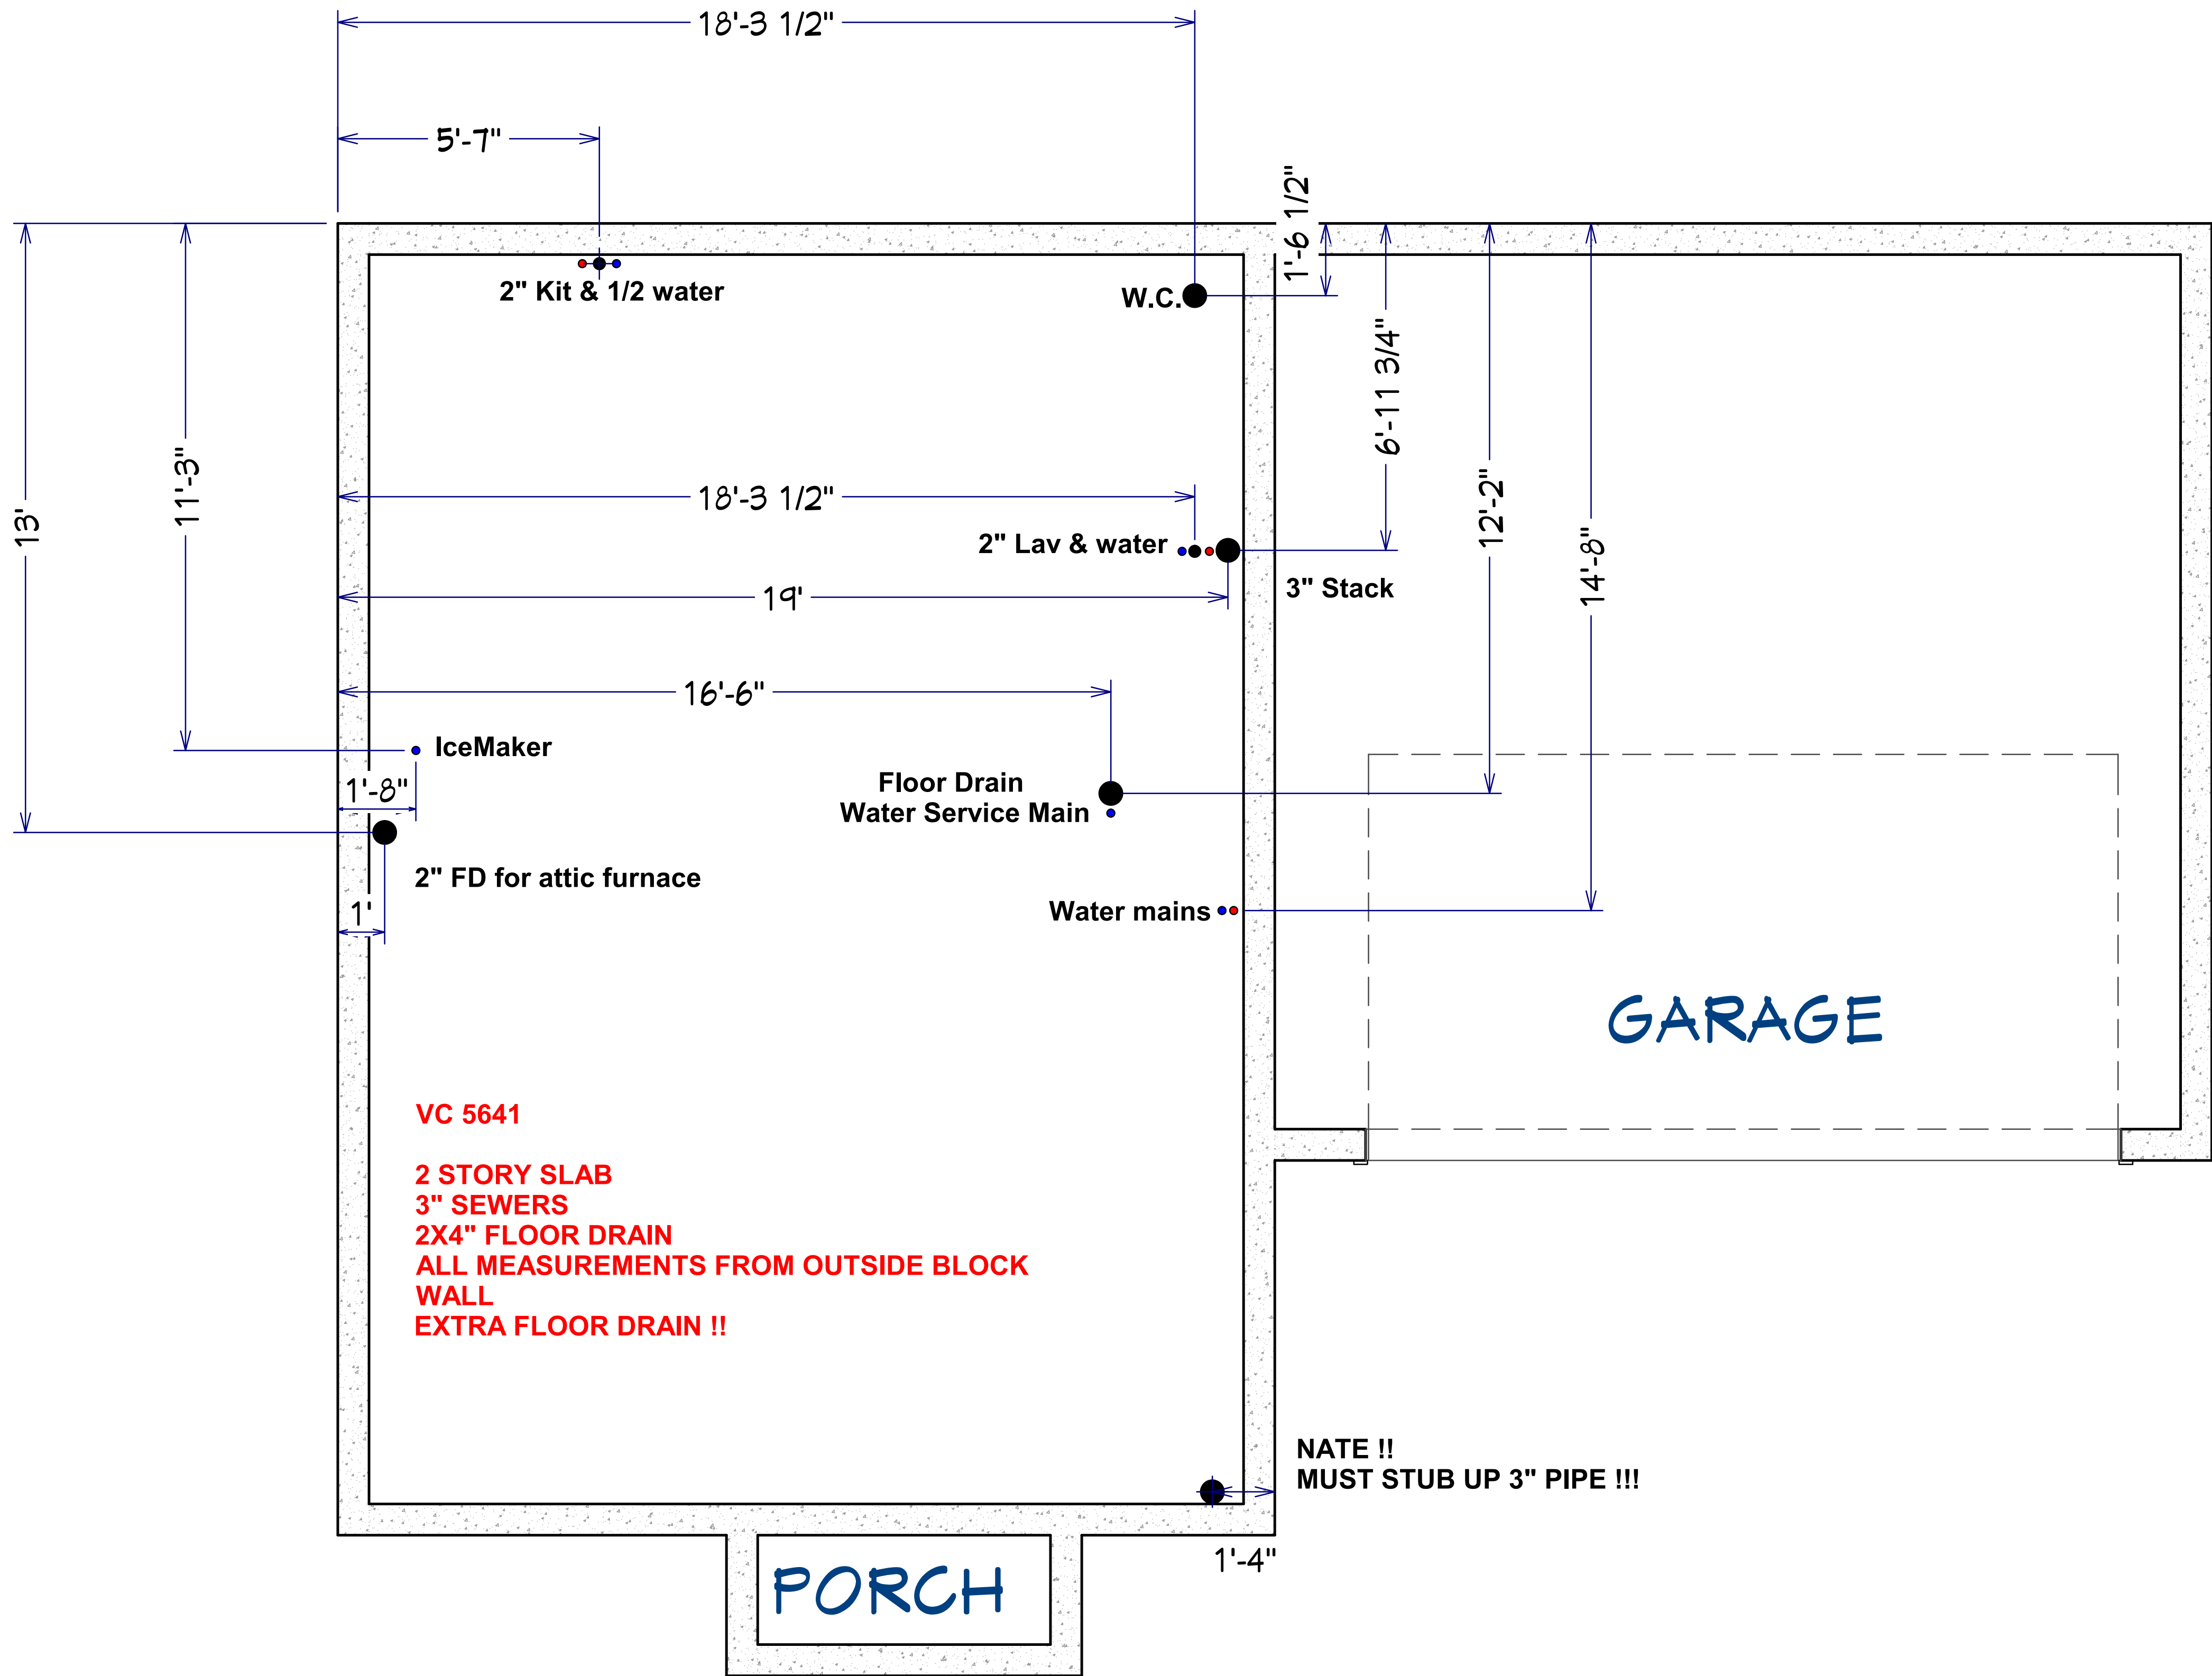 18'-3 1/2"
5'-7"
1'-6 1/2"
2" Kit & 1/2 water
W.C.
6'-11 3/4"
13'
11'-3"
18'-3 1/2"
12'-2"
2" Lav & water
14'-8"
3" Stack
19'
16'-6"
IceMaker
1'-8"
Floor Drain
Water Service Main
2" FD for attic furnace
1'
Water mains
GARAGE
VC 5641
2 STORY SLAB
3" SEWERS
2X4" FLOOR DRAIN
ALL MEASUREMENTS FROM OUTSIDE BLOCK
WALL
EXTRA FLOOR DRAIN !!
NATE !!
MUST STUB UP 3" PIPE !!!
1'-4"
PORCH